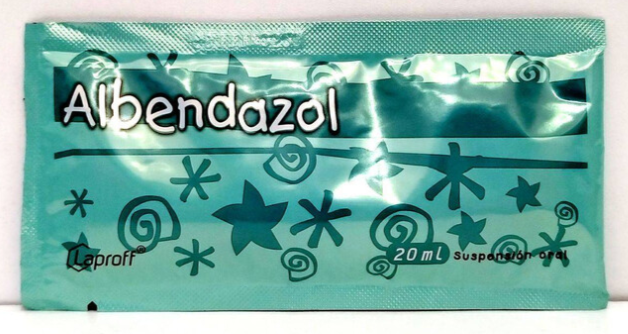 Albendazol
Laproff®
20 ml Suspensión oral